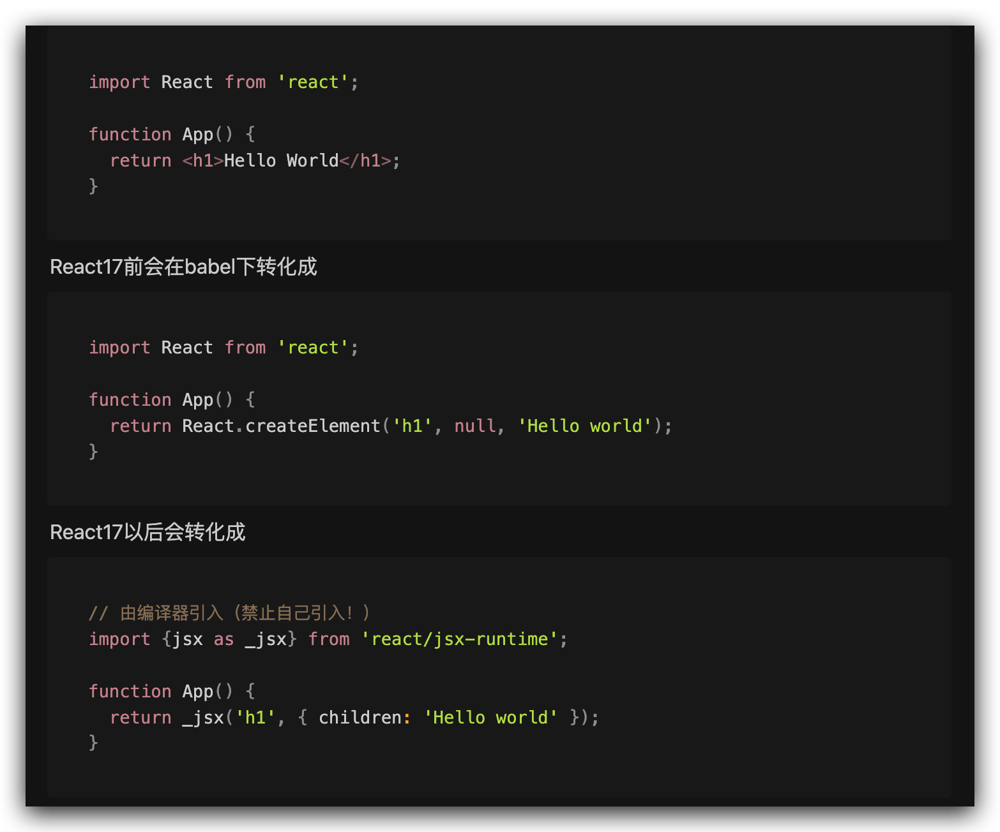 import React from 'react';
function App() {
  return <h1>Hello World</h1>;
}
React17前会在babel下转化成
import React from 'react';
function App() {
  return React.createElement('h1', null, 'Hello world');
}
React17以后会转化成
// 由编译器引入（禁止自己引入！）
import {jsx as _jsx} from 'react/jsx-runtime';
function App() {
  return _jsx('h1', { children: 'Hello world' });
}